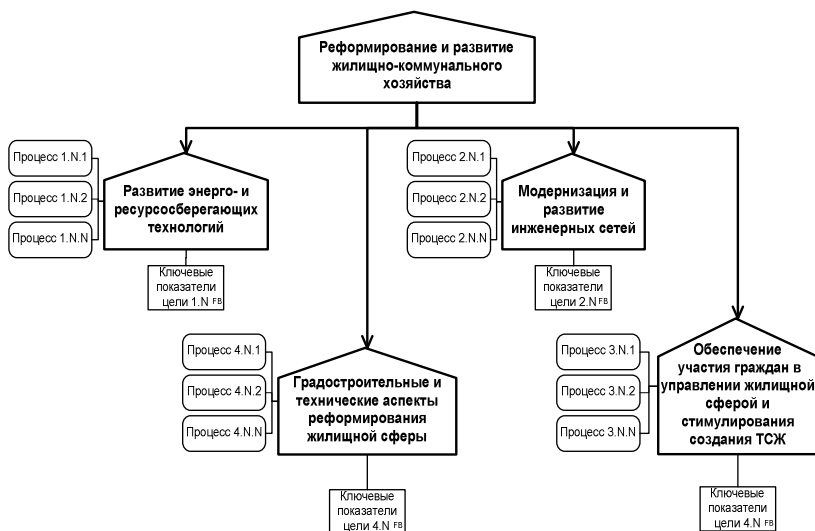 Реформирование и развитие
жилищно-коммунального
хозяйства
Процесс 1.N.1
Процесс 1.N.2
Процесс 1.N.N
Развитие энерго- и
ресурсосберегающих
технологий
Ключевые
показатели
цели 1.N FB
Процесс 2.N.1
Процесс 2.N.2
Процесс 2.N.N
Модернизация и
развитие
инженерных сетей
Ключевые
показатели
цели 2.N FB
Процесс 4.N.1
Процесс 4.N.2
Процесс 4.N.N
Градостроительные и
технические аспекты
реформирования
жилищной сферы
Ключевые
показатели
цели 4.N FB
Процесс 3.N.1
Процесс 3.N.2
Процесс 3.N.N
Обеспечение
участия граждан в
управлении жилищной
сферой и
стимулирования
создания ТСЖ
Ключевые
показатели
цели 4.N FB